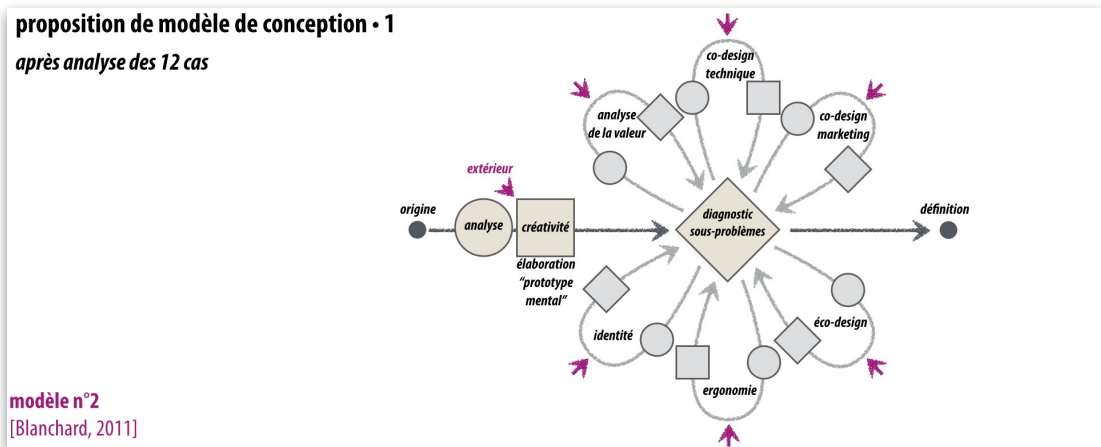 proposition de modèle de conception • 1
après analyse des 12 cas
co-design
technique
analyse
de la valeur
co-design
marketing
extérieur
origine
analyse
créativité
diagnostic
sous-problèmes
définition
élaboration
"prototype
mental"
identité
éco-design
ergonomie
modèle n°2
[Blanchard, 2011]